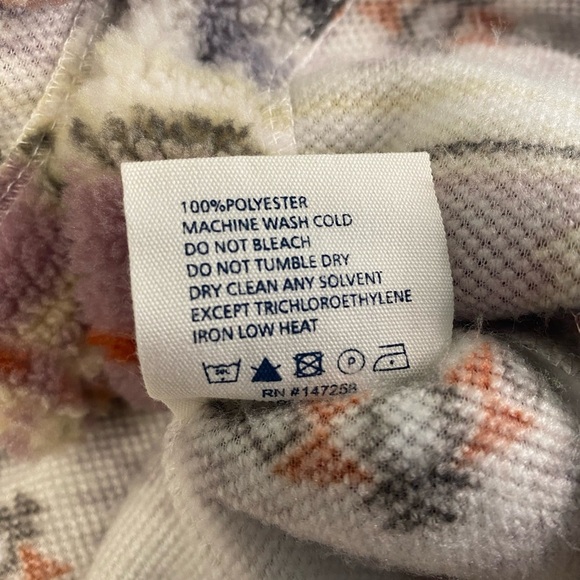 100%POLYESTER
MACHINE WASH COLD
DO NOT BLEACH
DO NOT TUMBLE DRY
DRY CLEAN ANY SOLVENT
EXCEPT TRICHLOROETHYLENE
IRON LOW HEAT
P
RN #147258